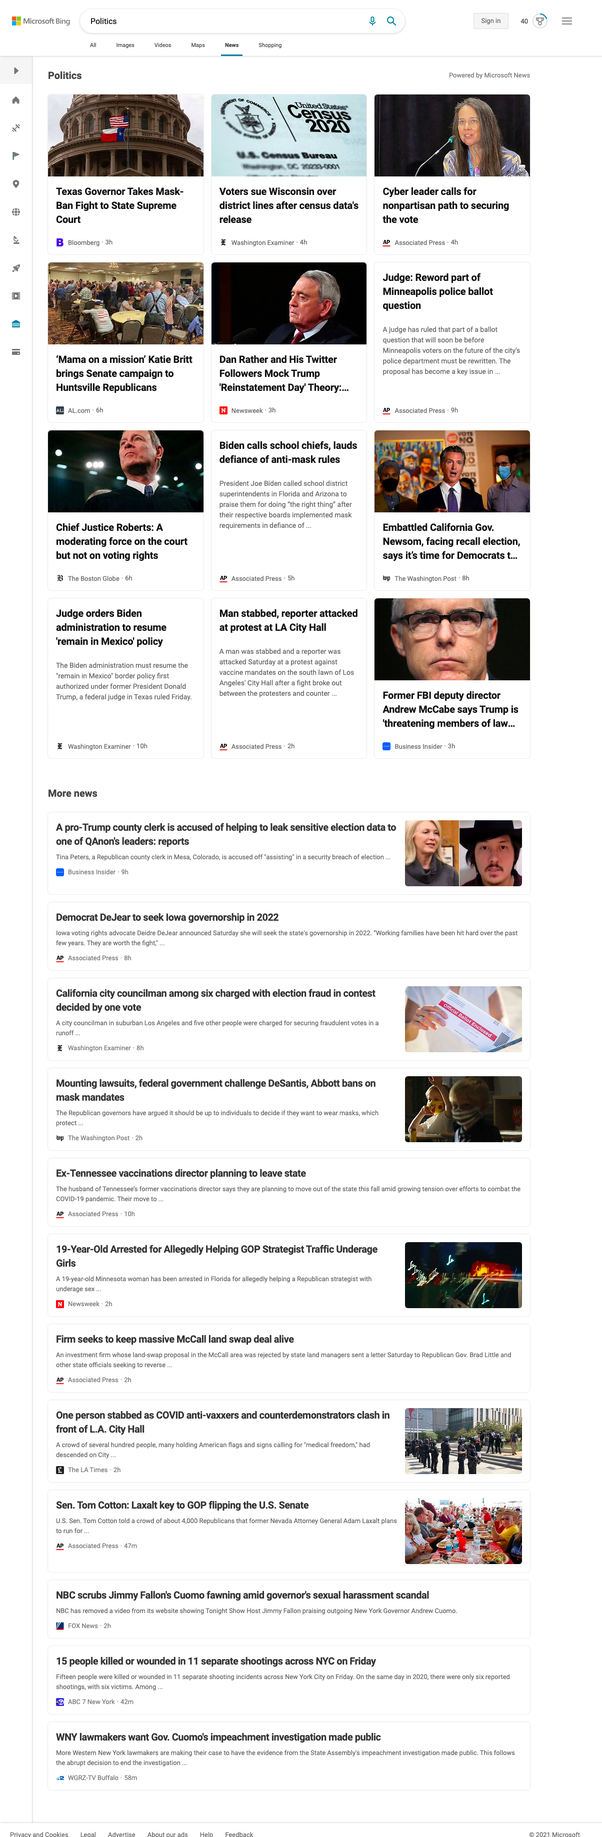 Microsoft Bing
Politics
Sign in
40
All
Images
Videos
Maps
News
Shopping
Politics
Powered by Microsoft News
Texas Governor Takes Mask-
Ban Fight to State Supreme
Court
Bloomberg · 3h
United States
Census
2020
U.S. Census Bureau
Washington, DC 20233-0001
Voters sue Wisconsin over
district lines after census data's
release
Washington Examiner · 4h
Cyber leader calls for
nonpartisan path to securing
the vote
AP Associated Press · 4h
'Mama on a mission' Katie Britt
brings Senate campaign to
Huntsville Republicans
AL. AL.com · 6h
Dan Rather and His Twitter
Followers Mock Trump
'Reinstatement Day' Theory:...
N Newsweek · 3h
Judge: Reword part of
Minneapolis police ballot
question
A judge has ruled that part of a ballot
question that will soon be before
Minneapolis voters on the future of the city's
police department must be rewritten. The
proposal has become a key issue in ...
AP Associated Press · 9h
Chief Justice Roberts: A
moderating force on the court
but not on voting rights
The Boston Globe · 6h
Biden calls school chiefs, lauds
defiance of anti-mask rules
President Joe Biden called school district
superintendents in Florida and Arizona to
praise them for doing "the right thing" after
their respective boards implemented mask
requirements in defiance of ...
AP Associated Press · 5h
Embattled California Gov.
Newsom, facing recall election,
says it's time for Democrats t...
wp The Washington Post · 8h
Judge orders Biden
administration to resume
'remain in Mexico' policy
The Biden administration must resume the
"remain in Mexico" border policy first
authorized under former President Donald
Trump, a federal judge in Texas ruled Friday.
Washington Examiner · 10h
Man stabbed, reporter attacked
at protest at LA City Hall
A man was stabbed and a reporter was
attacked Saturday at a protest against
vaccine mandates on the south lawn of Los
Angeles' City Hall after a fight broke out
between the protesters and counter ...
AP Associated Press · 2h
Former FBI deputy director
Andrew McCabe says Trump is
'threatening members of law...
Business Insider · 3h
More news
A pro-Trump county clerk is accused of helping to leak sensitive election data to
one of QAnon's leaders: reports
Tina Peters, a Republican county clerk in Mesa, Colorado, is accused off "assisting" in a security breach of election ...
Business Insider · 9h
Democrat DeJear to seek Iowa governorship in 2022
Iowa voting rights advocate Deidre DeJear announced Saturday she will seek the state's governorship in 2022. "Working families have been hit hard over the past
few years. They are worth the fight," ...
AP Associated Press · 8h
California city councilman among six charged with election fraud in contest
decided by one vote
A city councilman in suburban Los Angeles and five other people were charged for securing fraudulent votes in a
runoff ...
Washington Examiner · 8h
Mounting lawsuits, federal government challenge DeSantis, Abbott bans on
mask mandates
The Republican governors have argued it should be up to individuals to decide if they want to wear masks, which
protect ...
wp The Washington Post · 2h
Ex-Tennessee vaccinations director planning to leave state
The husband of Tennessee's former vaccinations director says they are planning to move out of the state this fall amid growing tension over efforts to combat the
COVID-19 pandemic. Their move to ...
AP Associated Press · 10h
19-Year-Old Arrested for Allegedly Helping GOP Strategist Traffic Underage
Girls
A 19-year-old Minnesota woman has been arrested in Florida for allegedly helping a Republican strategist with
underage sex ...
N Newsweek · 2h
Firm seeks to keep massive McCall land swap deal alive
An investment firm whose land-swap proposal in the McCall area was rejected by state land managers sent a letter Saturday to Republican Gov. Brad Little and
other state officials seeking to reverse ...
AP Associated Press · 2h
One person stabbed as COVID anti-vaxxers and counterdemonstrators clash in
front of L.A. City Hall
A crowd of several hundred people, many holding American flags and signs calling for "medical freedom," had
descended on City ...
The LA Times · 2h
Sen. Tom Cotton: Laxalt key to GOP flipping the U.S. Senate
U.S. Sen. Tom Cotton told a crowd of about 4,000 Republicans that former Nevada Attorney General Adam Laxalt plans
to run for ...
AP Associated Press · 47m
NBC scrubs Jimmy Fallon's Cuomo fawning amid governor's sexual harassment scandal
NBC has removed a video from its website showing Tonight Show Host Jimmy Fallon praising outgoing New York Governor Andrew Cuomo.
FOX News · 2h
15 people killed or wounded in 11 separate shootings across NYC on Friday
Fifteen people were killed or wounded in 11 separate shooting incidents across New York City on Friday. On the same day in 2020, there were only six reported
shootings, with six victims. Among ...
ABC 7 New York · 42m
WNY lawmakers want Gov. Cuomo's impeachment investigation made public
More Western New York lawmakers are making their case to have the evidence from the State Assembly's impeachment investigation made public. This follows
the abrupt decision to end the investigation ...
WGRZ-TV Buffalo · 58m
Privacy and Cookies
Legal
Advertise
About our ads
Help
Feedback
© 2021 Microsoft